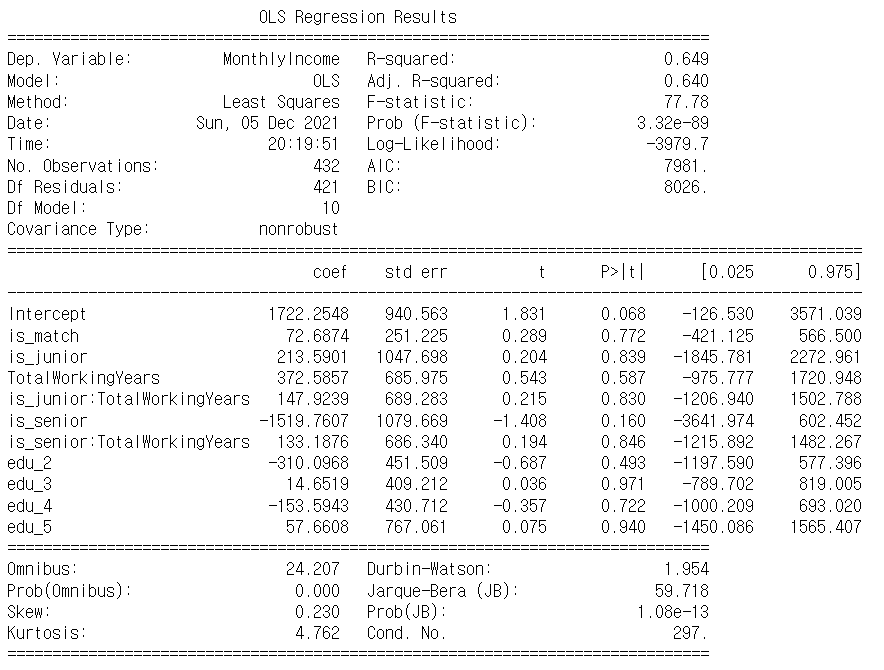 OLS Regression Results
==============================================================================
Dep. Variable: MonthlyIncome R-squared: 0.649
Model: OLS Adj. R-squared: 0.640
Method: Least Squares F-statistic: 77.78
Date: Sun, 05 Dec 2021 Prob (F-statistic): 3.32e-89
Time: 20:19:51 Log-Likelihood: -3979.7
No. Observations: 432 AIC: 7981.
Df Residuals: 421 BIC: 8026.
Df Model: 10
Covariance Type: nonrobust
===============================================================================================
coef std err t P>|t| [0.025 0.975]
-----------------------------------------------------------------------------------------------
Intercept 1722.2548 940.563 1.831 0.068 -126.530 3571.039
is_match 72.6874 251.225 0.289 0.772 -421.125 566.500
is_junior 213.5901 1047.698 0.204 0.839 -1845.781 2272.961
TotalWorkingYears 372.5857 685.975 0.543 0.587 -975.777 1720.948
is_junior:TotalWorkingYears 147.9239 689.283 0.215 0.830 -1206.940 1502.788
is_senior -1519.7607 1079.669 -1.408 0.160 -3641.974 602.452
is_senior:TotalWorkingYears 133.1876 686.340 0.194 0.846 -1215.892 1482.267
edu_2 -310.0968 451.509 -0.687 0.493 -1197.590 577.396
edu_3 14.6519 409.212 0.036 0.971 -789.702 819.005
edu_4 -153.5943 430.712 -0.357 0.722 -1000.209 693.020
edu_5 57.6608 767.061 0.075 0.940 -1450.086 1565.407
==============================================================================
Omnibus: 24.207 Durbin-Watson: 1.954
Prob(Omnibus): 0.000 Jarque-Bera (JB): 59.718
Skew: 0.230 Prob(JB): 1.08e-13
Kurtosis: 4.762 Cond. No. 297.
==============================================================================